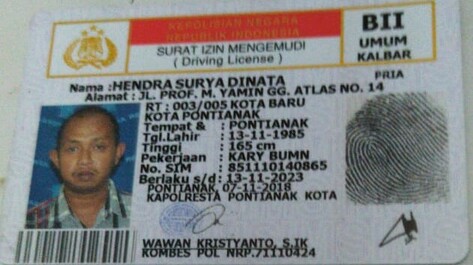 KEPOLISIAN NEGARA
REPUBLIK INDONESIA
SURAT IZIN MENGEMUDI
( Driving License )
BII
UMUM
KALBAR
Nama : HENDRA SURYA DINATA
PRIA
Alamat : JL. PROF. M. YAMIN GG. ATLAS NO. 14
RT : 003/005 KOTA BARU
KOTA PONTIANAK
Tempat & : PONTIANAK
Tgl.Lahir : 13-11-1985
Tinggi : 165 cm
Pekerjaan : KARY BUMN
No. SIM : 851110140865
Berlaku s/d : 13-11-2023
PONTIANAK, 07-11-2018
KAPOLRESTA PONTIANAK KOTA
WAWAN KRISTYANTO, S.IK
KOMBES POL NRP.71110424